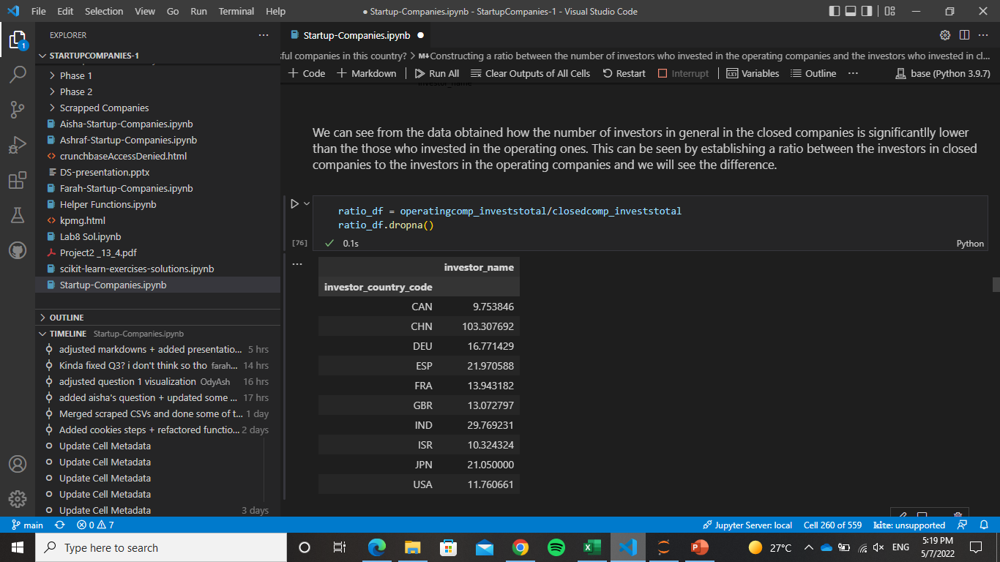 File Edit Selection View Go Run Terminal Help
● Startup-Companies.ipynb - StartupCompanies-1 - Visual Studio Code
EXPLORER
STARTUPCOMPANIES-1
Phase 1
Phase 2
Scrapped Companies
Aisha-Startup-Companies.ipynb
Ashraf-Startup-Companies.ipynb
crunchbaseAccessDenied.html
DS-presentation.pptx
Farah-Startup-Companies.ipynb
Helper Functions.ipynb
kpmg.html
Lab8 Sol.ipynb
Project2 _13_4.pdf
scikit-learn-exercises-solutions.ipynb
Startup-Companies.ipynb
OUTLINE
TIMELINE Startup-Companies.ipynb
adjusted markdowns + added presentatio... 5 hrs
Kinda fixed Q3? i don't think so tho farah... 14 hrs
adjusted question 1 visualization OdyAsh 16 hrs
added aisha's question + updated some ... 17 hrs
Merged scraped CSVs and done some of t... 1 day
Added cookies steps + refactored functio... 2 days
Update Cell Metadata
Update Cell Metadata
Update Cell Metadata
Update Cell Metadata
Update Cell Metadata 3 days
1
Startup-Companies.ipynb ●
sful companies in this country? > M↓Constructing a ratio between the number of investors who invested in the operating companies and the investors who invested in cl...
+ Code + Markdown Run All Clear Outputs of All Cells Restart Interrupt Variables Outline ... base (Python 3.9.7)
investor_name
We can see from the data obtained how the number of investors in general in the closed companies is significantlly lower
than the those who invested in the operating ones. This can be seen by establishing a ratio between the investors in closed
companies to the investors in the operating companies and we will see the difference.
ratio_df = operatingcomp_investstotal/closedcomp_investstotal
ratio_df.dropna()
[76] ✓ 0.1s Python
investor_name
investor_country_code
CAN 9.753846
CHN 103.307692
DEU 16.771429
ESP 21.970588
FRA 13.943182
GBR 13.072797
IND 29.769231
ISR 10.324324
JPN 21.050000
USA 11.760661
main 0 7 Jupyter Server: local Cell 260 of 559 kite: unsupported
Type here to search 27°C ENG 5:19 PM
5/7/2022